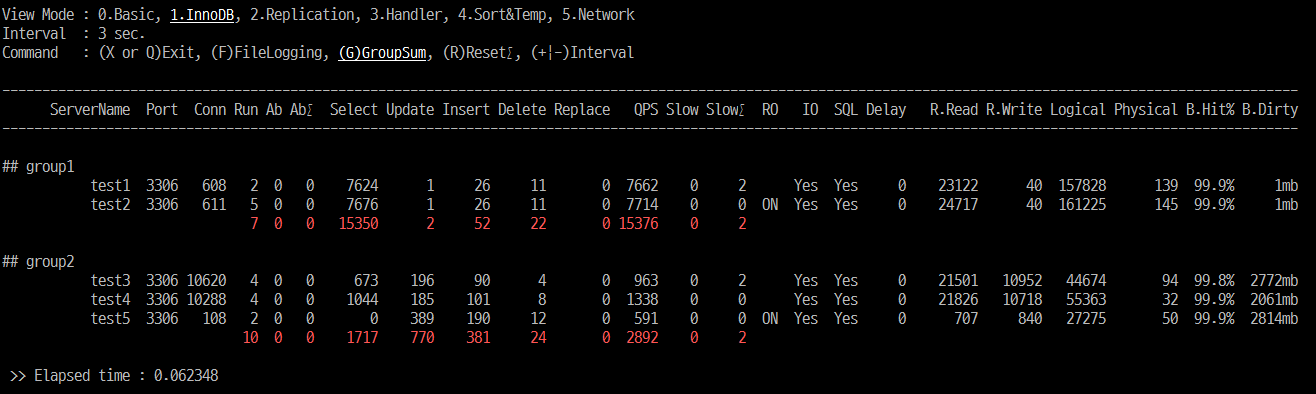 View Mode : 0.Basic, 1.InnoDB, 2.Replication, 3.Handler, 4.Sort&Temp, 5.Network
Interval  : 3 sec.
Command   : (X or Q)Exit, (F)FileLogging, (G)GroupSum, (R)Reset∑, (+¦-)Interval
ServerName Port Conn Run Ab Ab∑ Select Update Insert Delete Replace QPS Slow Slow∑ RO IO SQL Delay R.Read R.Write Logical Physical B.Hit% B.Dirty
## group1
test1 3306 608 2 0 0 7624 1 26 11 0 7662 0 2 Yes Yes 0 23122 40 157828 139 99.9% 1mb
test2 3306 611 5 0 0 7676 1 26 11 0 7714 0 0 ON Yes Yes 0 24717 40 161225 145 99.9% 1mb
7 0 0 15350 2 52 22 0 15376 0 2
## group2
test3 3306 10620 4 0 0 673 196 90 4 0 963 0 2 Yes Yes 0 21501 10952 44674 94 99.8% 2772mb
test4 3306 10288 4 0 0 1044 185 101 8 0 1338 0 0 Yes Yes 0 21826 10718 55363 32 99.9% 2061mb
test5 3306 108 2 0 0 0 389 190 12 0 591 0 0 ON Yes Yes 0 707 840 27275 50 99.9% 2814mb
10 0 0 1717 770 381 24 0 2892 0 2
>> Elapsed time : 0.062348